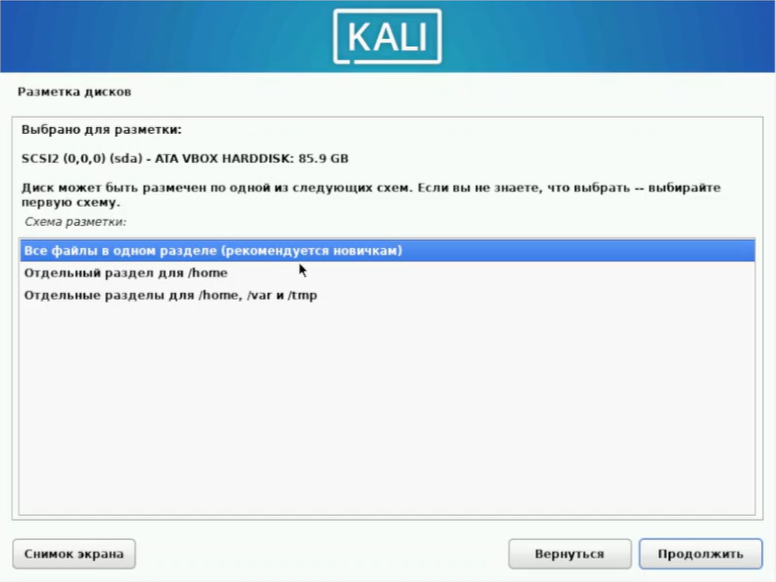 KALI
Разметка дисков
Выбрано для разметки:
SCSI2 (0,0,0) (sda) - ATA VBOX HARDDISK: 85.9 GB
Диск может быть размечен по одной из следующих схем. Если вы не знаете, что выбрать -- выбирайте
первую схему.
Схема разметки:
Все файлы в одном разделе (рекомендуется новичкам)
Отдельный раздел для /home
Отдельные разделы для /home, /var и /tmp
Снимок экрана
Вернуться
Продолжить